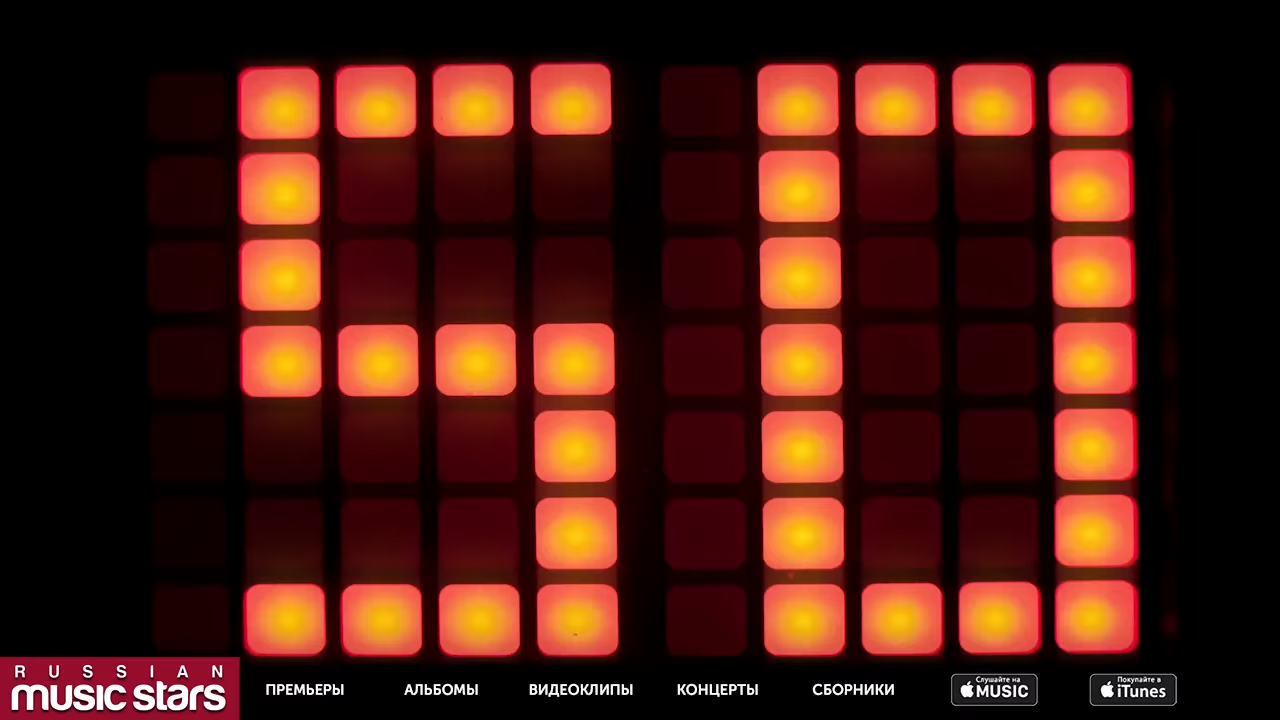 50
RUSSIAN
music stars
ПРЕМЬЕРЫ
АЛЬБОМЫ
ВИДЕОКЛИПЫ
КОНЦЕРТЫ
СБОРНИКИ
Слушайте на
MUSIC
Покупайте в
iTunes